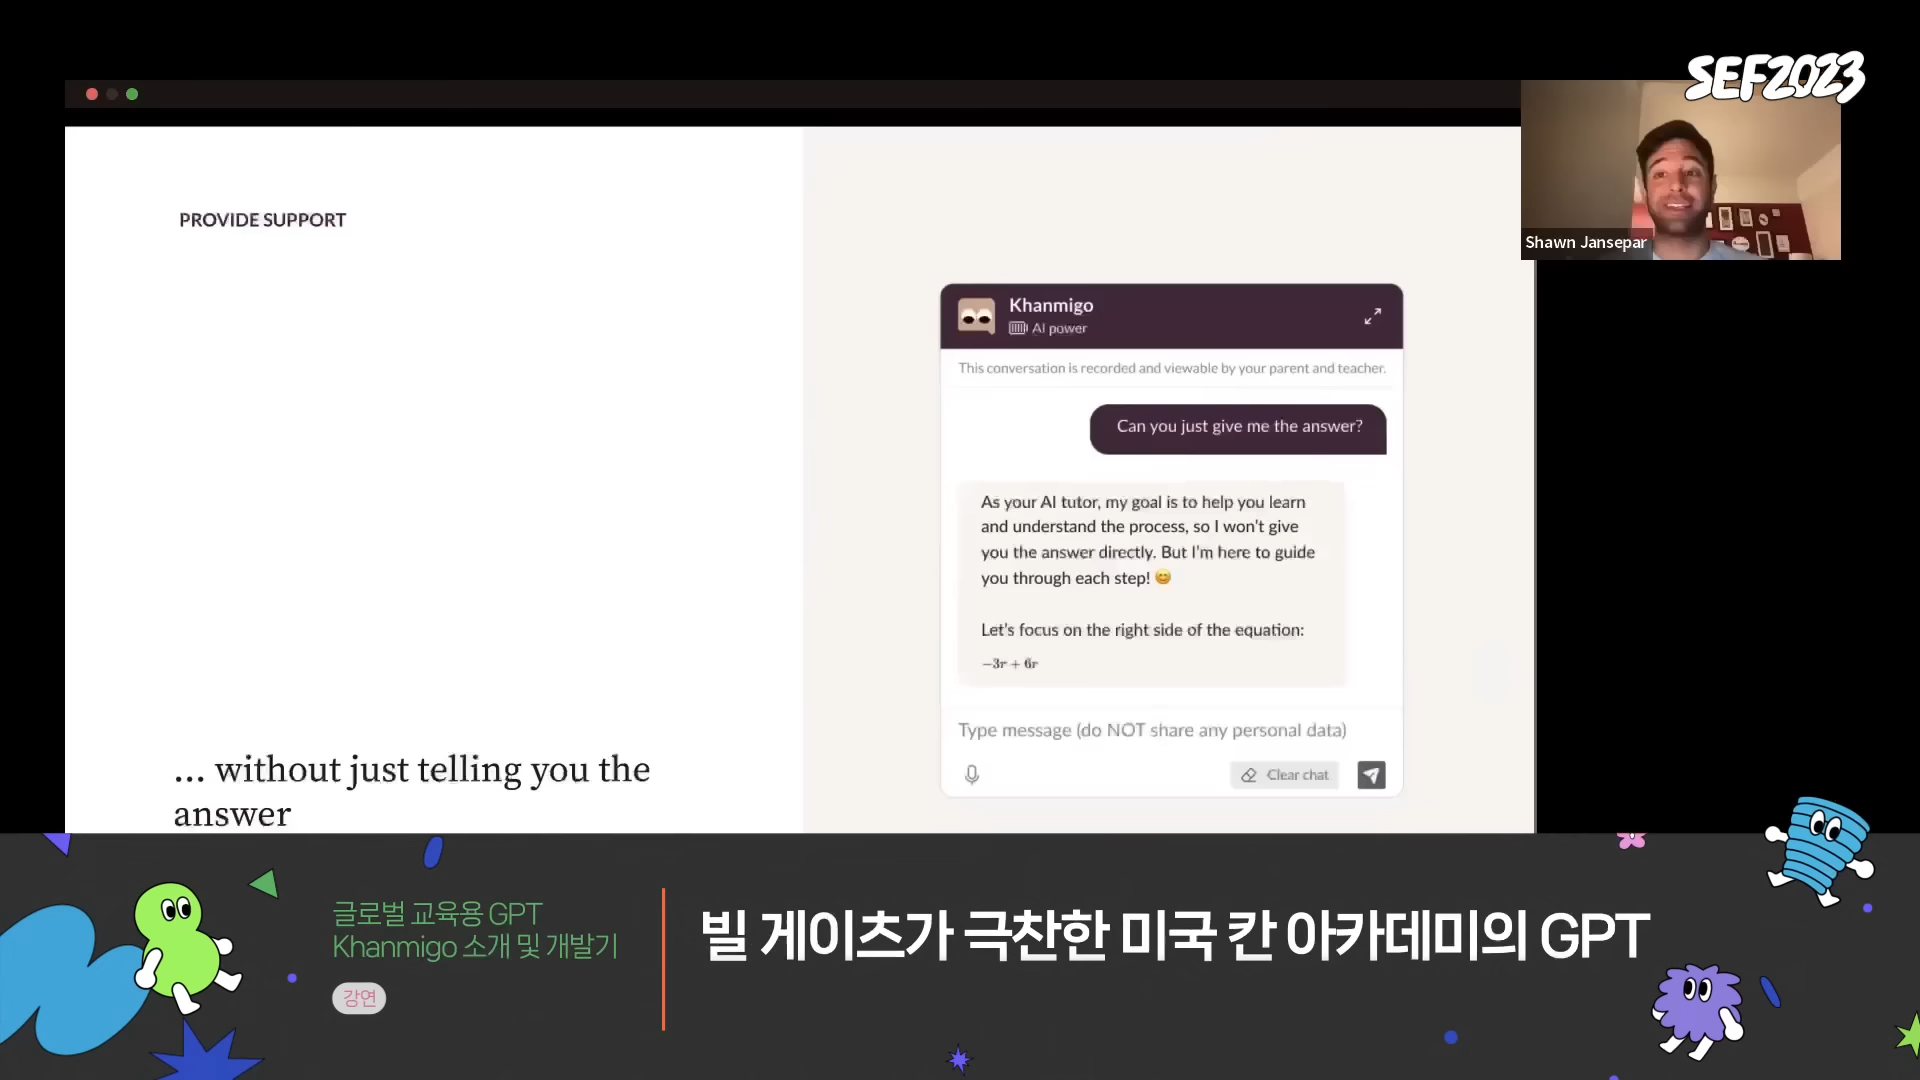 SEF2023
PROVIDE SUPPORT
Shawn Jansepar
Khanmigo
AI power
This conversation is recorded and viewable by your parent and teacher.
Can you just give me the answer?
As your AI tutor, my goal is to help you learn
and understand the process, so I won't give
you the answer directly. But I'm here to guide
you through each step! 😊
Let's focus on the right side of the equation:
−3r + 6r
Type message (do NOT share any personal data)
Clear chat
... without just telling you the
answer
글로벌 교육용 GPT
Khanmigo 소개 및 개발기
강연
빌 게이츠가 극찬한 미국 칸 아카데미의 GPT